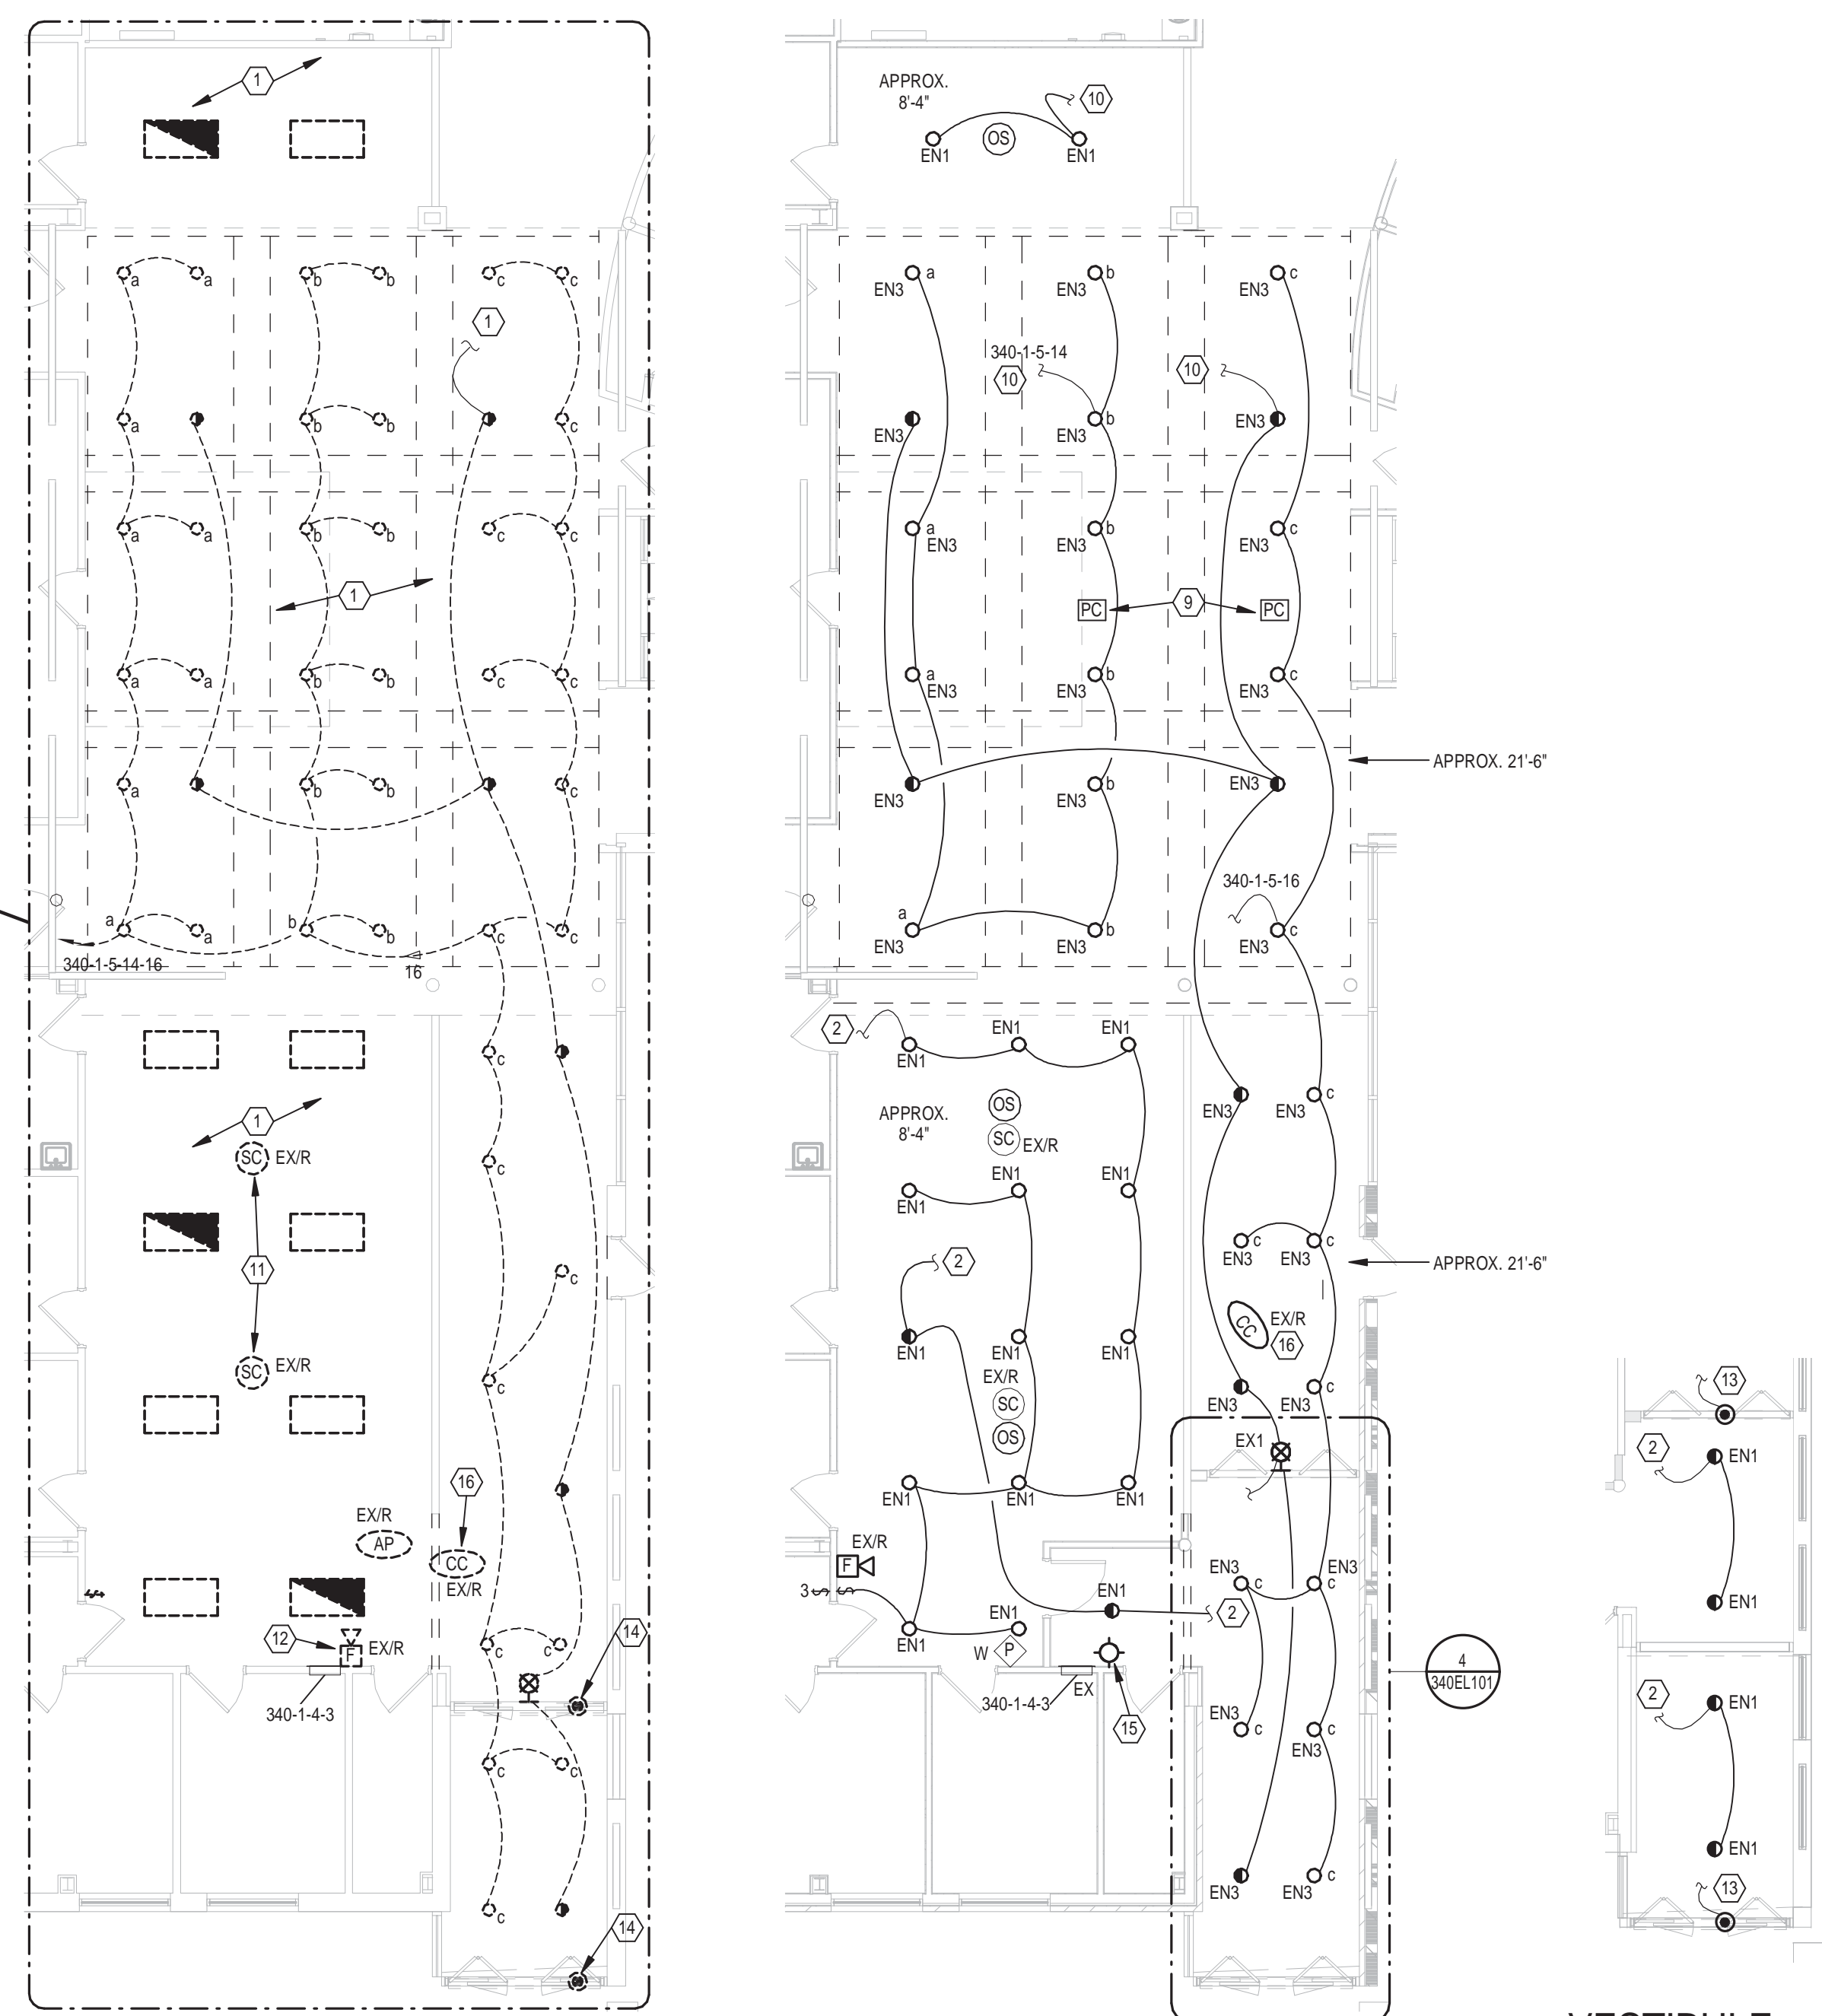 1
a
a
b
b
c
c
1
a
b
b
c
a
a
b
b
c
c
1
a
a
b
b
c
c
a
b
b
c
a
a
b
b
c
c
340-1-5-14-16
16
c
1
SC EX/R
c
11
c
SC EX/R
c
16
EX/R
AP
CC
EX/R
$
12
F
EX/R
c
c
14
340-1-4-3
c
c
c
14
APPROX.
8'-4"
10
OS
EN1
EN1
a
b
c
EN3
EN3
EN3
340-1-5-14
10
10
b
EN3
EN3
EN3
a
b
c
EN3
EN3
EN3
PC
9
PC
a
b
c
EN3
EN3
EN3
APPROX. 21'-6"
b
EN3
EN3
EN3
340-1-5-16
a
b
c
EN3
EN3
EN3
2
EN1
EN1
EN1
OS
APPROX.
8'-4"
SC EX/R
c
EN3
EN3
EN1
EN1
EN1
c
c
EN3
EN3
2
APPROX. 21'-6"
CC
EX/R
16
EN1
EN1
EN1
EX/R
SC
OS
c
EN3
EN3
EX1
EN1
EN1
EN1
EX/R
F
3 $ $
EN1
2
EN1
EN1
W P
EN3
c
EN3
c
340-1-4-3
EX
15
4
340EL101
EN3
c
c
EN3
c
EN3
EN3
13
2
EN1
EN1
2
EN1
EN1
13